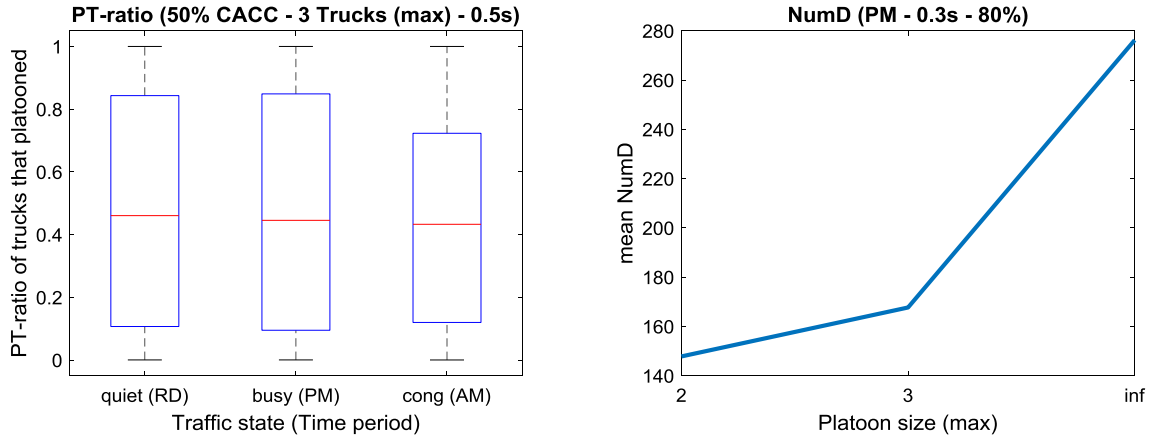 PT-ratio (50% CACC - 3 Trucks (max) - 0.5s)
PT-ratio of trucks that platooned
1
0.8
0.6
0.4
0.2
0
quiet (RD)
busy (PM)
cong (AM)
Traffic state (Time period)
NumD (PM - 0.3s - 80%)
mean NumD
280
260
240
220
200
180
160
140
2
3
inf
Platoon size (max)